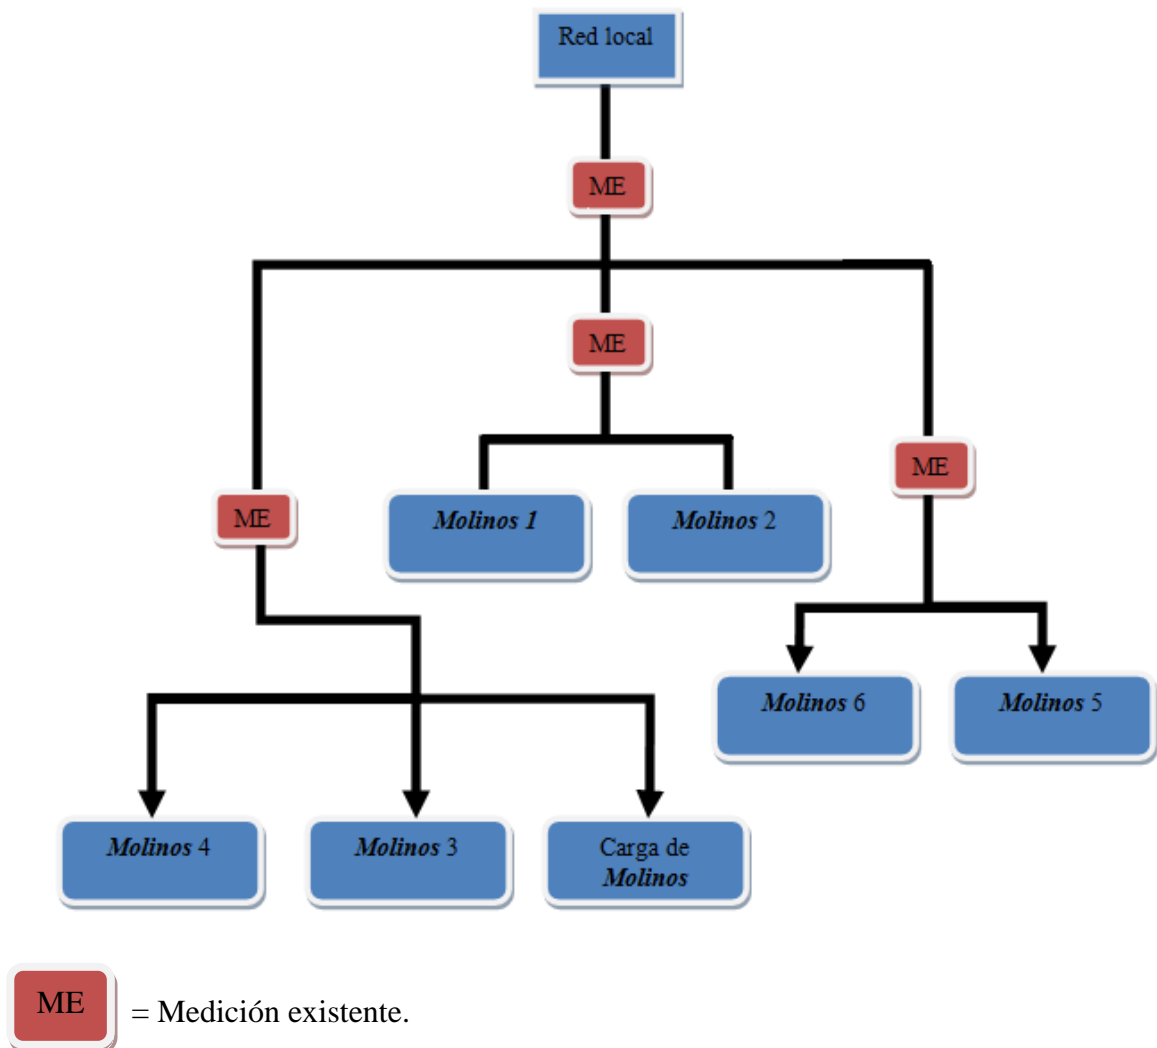 Red local
ME
ME
ME
ME
Molinos 1
Molinos 2
Molinos 6
Molinos 5
Molinos 4
Molinos 3
Carga de
Molinos
ME = Medición existente.